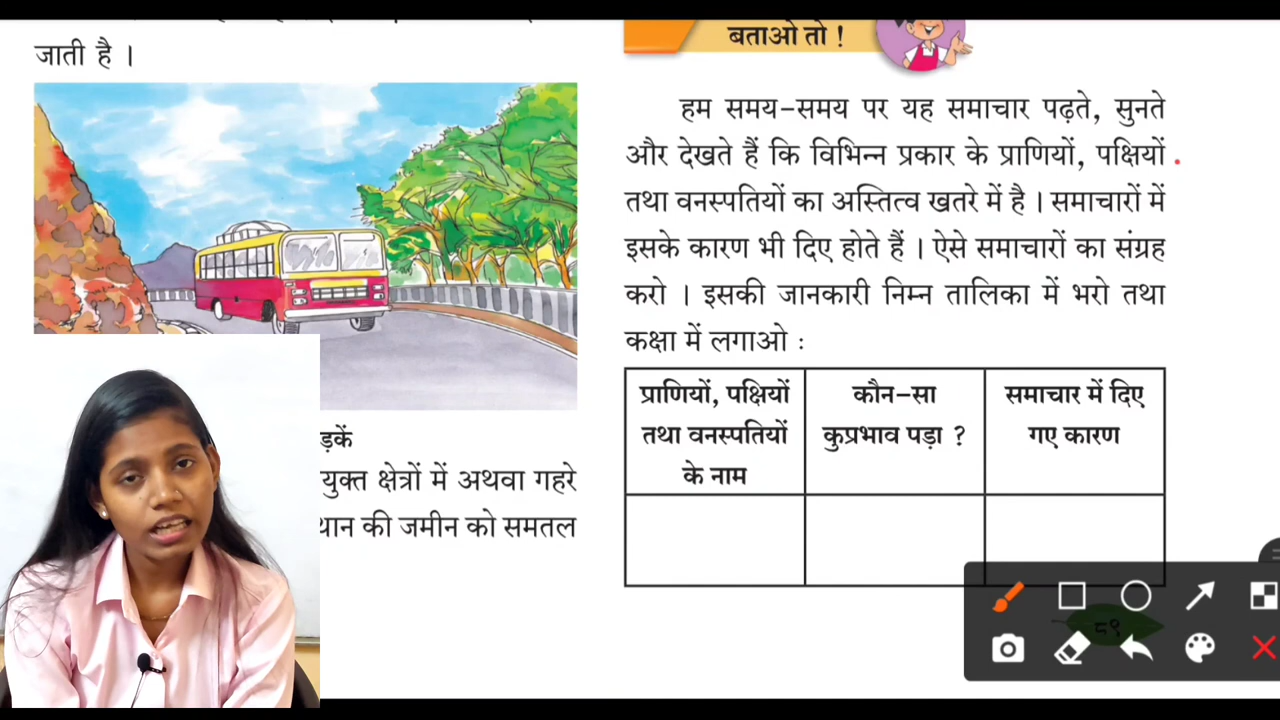 जाती है ।
ड़कें
युक्त क्षेत्रों में अथवा गहरे
थान की जमीन को समतल
बताओ तो !
हम समय-समय पर यह समाचार पढ़ते, सुनते
और देखते हैं कि विभिन्न प्रकार के प्राणियों, पक्षियों
तथा वनस्पतियों का अस्तित्व खतरे में है । समाचारों में
इसके कारण भी दिए होते हैं । ऐसे समाचारों का संग्रह
करो । इसकी जानकारी निम्न तालिका में भरो तथा
कक्षा में लगाओ :
प्राणियों, पक्षियों
तथा वनस्पतियों
के नाम
कौन-सा
कुप्रभाव पड़ा ?
समाचार में दिए
गए कारण
८९